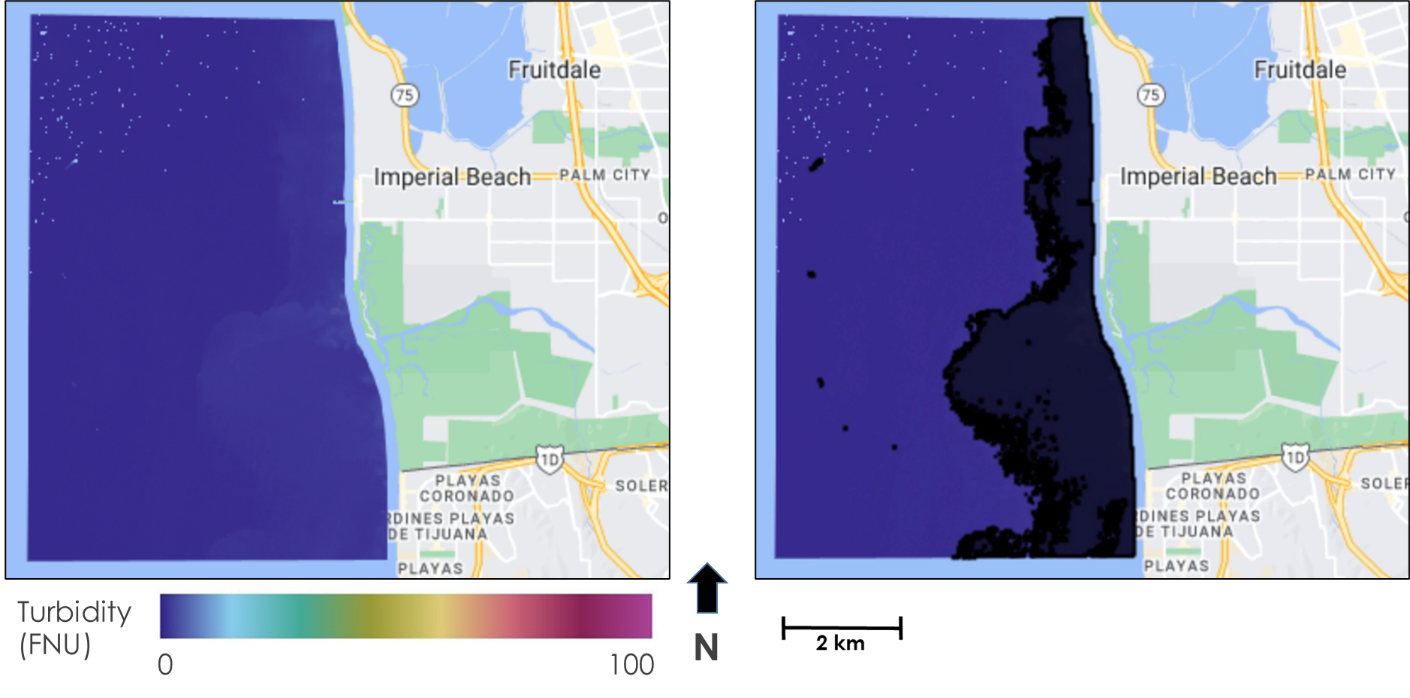 Fruitdale
75
Imperial Beach
PALM CITY
O
1D
PLAYAS
CORONADO
SOLER
RDINES PLAYAS
DE TIJUANA
PLAYAS
Fruitdale
75
Imperial Beach
PALM CITY
O
1D
PLAYAS
CORONADO
SOLER
RDINES PLAYAS
DE TIJUANA
PLAYAS
Turbidity
(FNU)
0
100
N
2 km